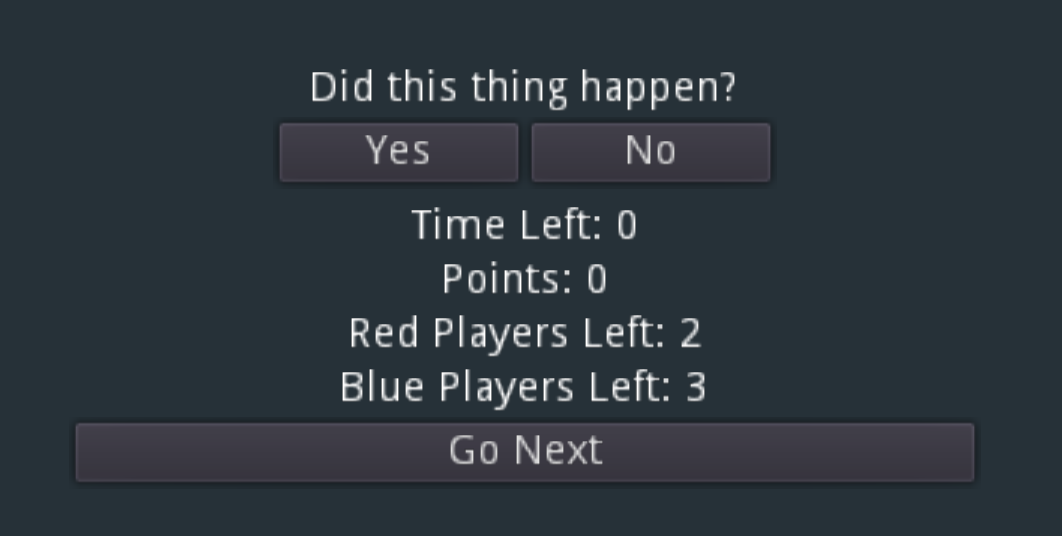 Did this thing happen?
Yes No
Time Left: 0
Points: 0
Red Players Left: 2
Blue Players Left: 3
Go Next